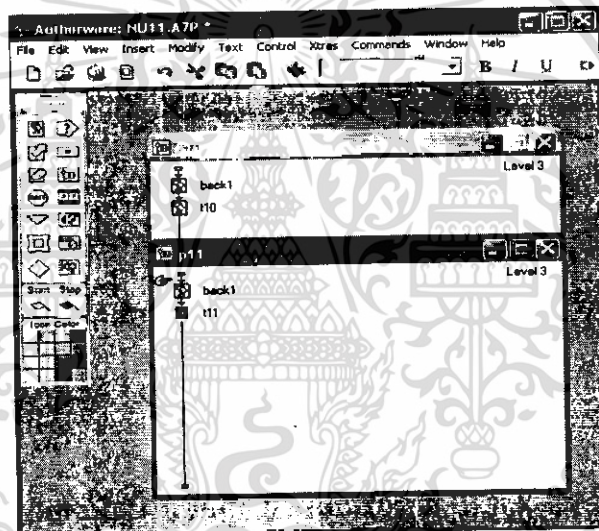 Authorware: NU11.A7P *
File Edit View Insert Modify Text Control Xtras Commands Window Help
B I U
Level 3
back1
t10
p11
Level 3
back1
t11
Start Stop
Icon Color